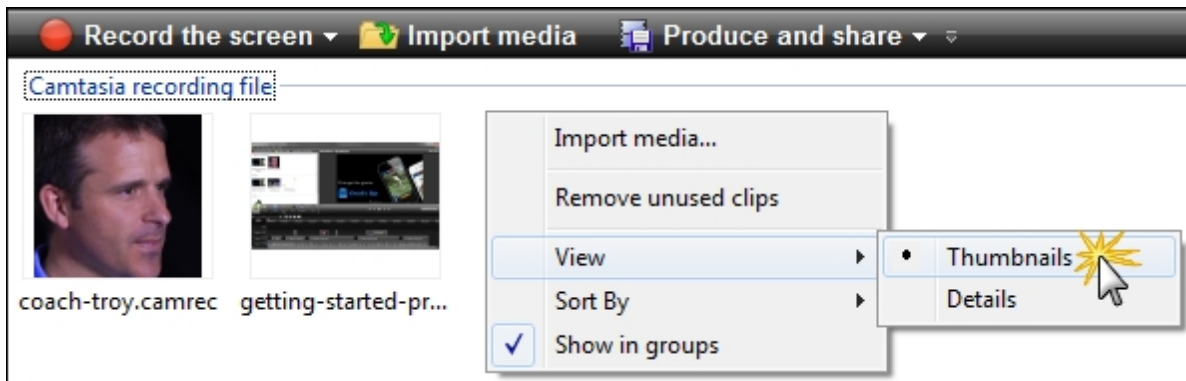 Record the screen Import media Produce and share
Camtasia recording file
coach-troy.camrec getting-started-pr...
Import media...
Remove unused clips
View
Sort By
Show in groups
Thumbnails
Details